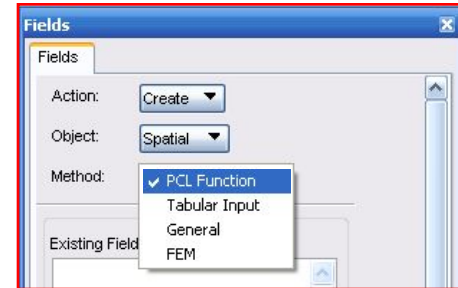 Fields
Fields
Action: Create
Object: Spatial
Method: PCL Function
Tabular Input
General
FEM
Existing Field